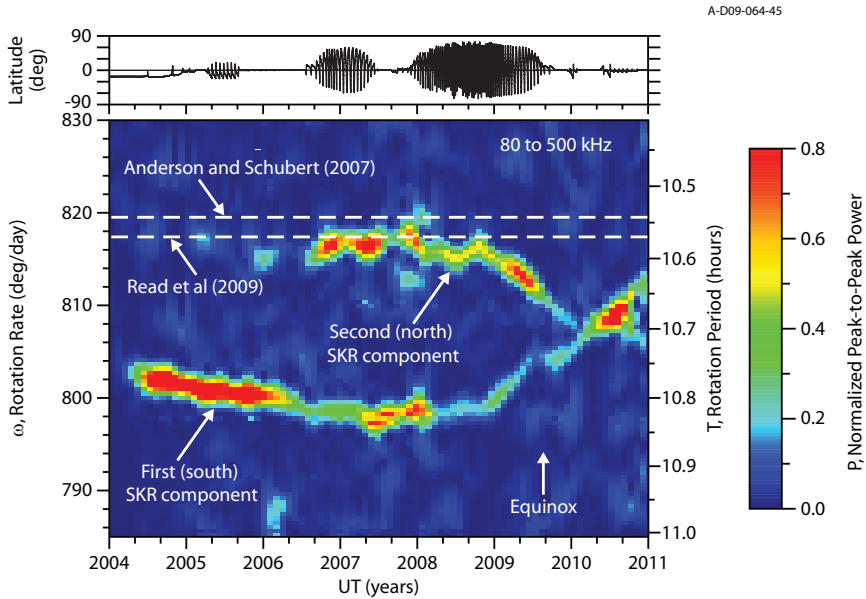 A-D09-064-45
90
0
-90
Latitude
(deg)
830
820
810
800
790
ω, Rotation Rate (deg/day)
80 to 500 kHz
Anderson and Schubert (2007)
Read et al (2009)
Second (north)
SKR component
First (south)
SKR component
Equinox
10.5
10.6
10.7
10.8
10.9
11.0
T, Rotation Period (hours)
2004
2005
2006
2007
2008
2009
2010
2011
UT (years)
0.8
0.6
0.4
0.2
0.0
P, Normalized Peak-to-Peak Power